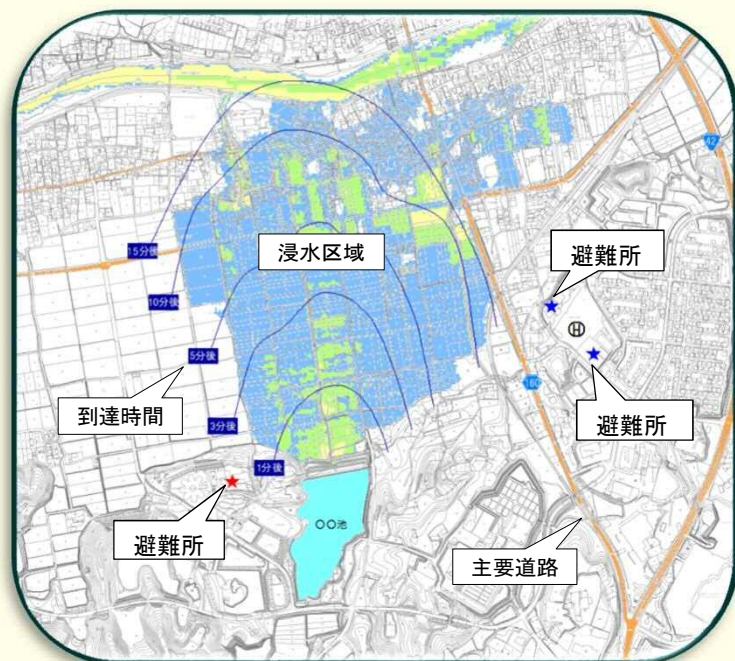 42
避難所
浸水区域
15分後
10分後
5分後
避難所
到達時間
3分後
1分後
避難所
〇〇池
主要道路